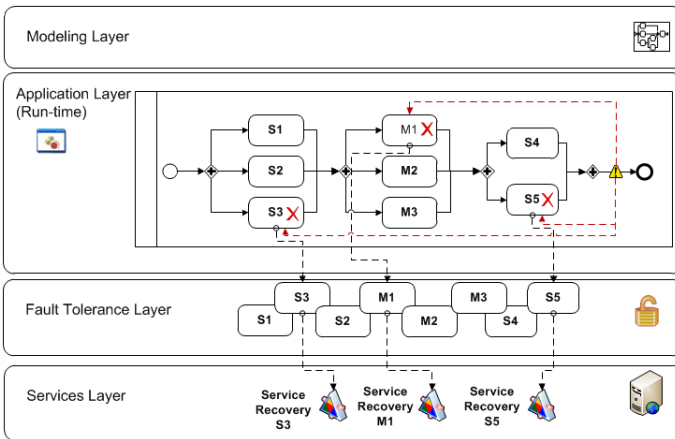 Modeling Layer
Application Layer
(Run-time)
S1
M1
S4
S2
M2
S3
M3
S5
Fault Tolerance Layer
S3
M1
M3
S5
S1
S2
M2
S4
Services Layer
Service
Recovery
S3
Service
Recovery
M1
Service
Recovery
S5